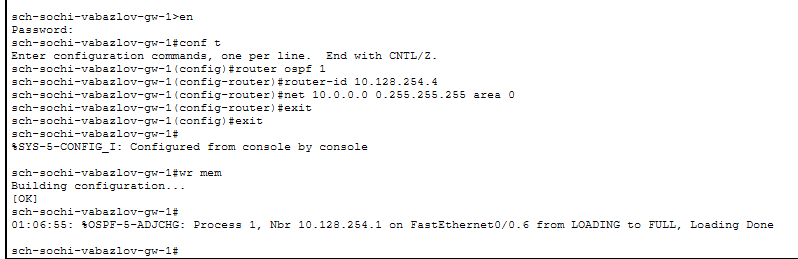 sch-sochi-vabazlov-gw-1>en
Password:
sch-sochi-vabazlov-gw-1#conf t
Enter configuration commands, one per line.  End with CNTL/Z.
sch-sochi-vabazlov-gw-1(config)#router ospf 1
sch-sochi-vabazlov-gw-1(config-router)#router-id 10.128.254.4
sch-sochi-vabazlov-gw-1(config-router)#net 10.0.0.0 0.255.255.255 area 0
sch-sochi-vabazlov-gw-1(config-router)#exit
sch-sochi-vabazlov-gw-1(config)#exit
sch-sochi-vabazlov-gw-1#
%SYS-5-CONFIG_I: Configured from console by console
sch-sochi-vabazlov-gw-1#wr mem
Building configuration...
[OK]
sch-sochi-vabazlov-gw-1#
01:06:55: %OSPF-5-ADJCHG: Process 1, Nbr 10.128.254.1 on FastEthernet0/0.6 from LOADING to FULL, Loading Done
sch-sochi-vabazlov-gw-1#